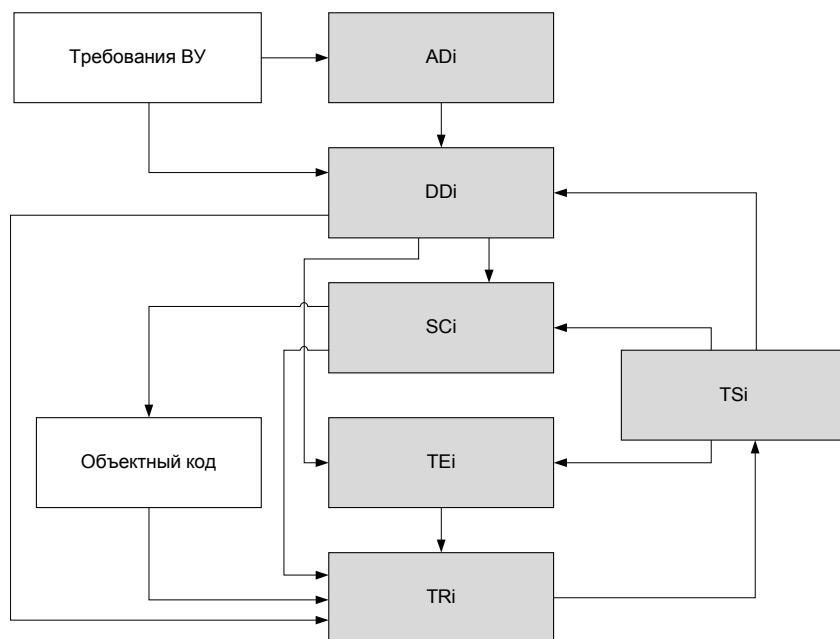 Требования ВУ
ADi
DDi
SCi
TSi
Объектный код
TEi
TRi